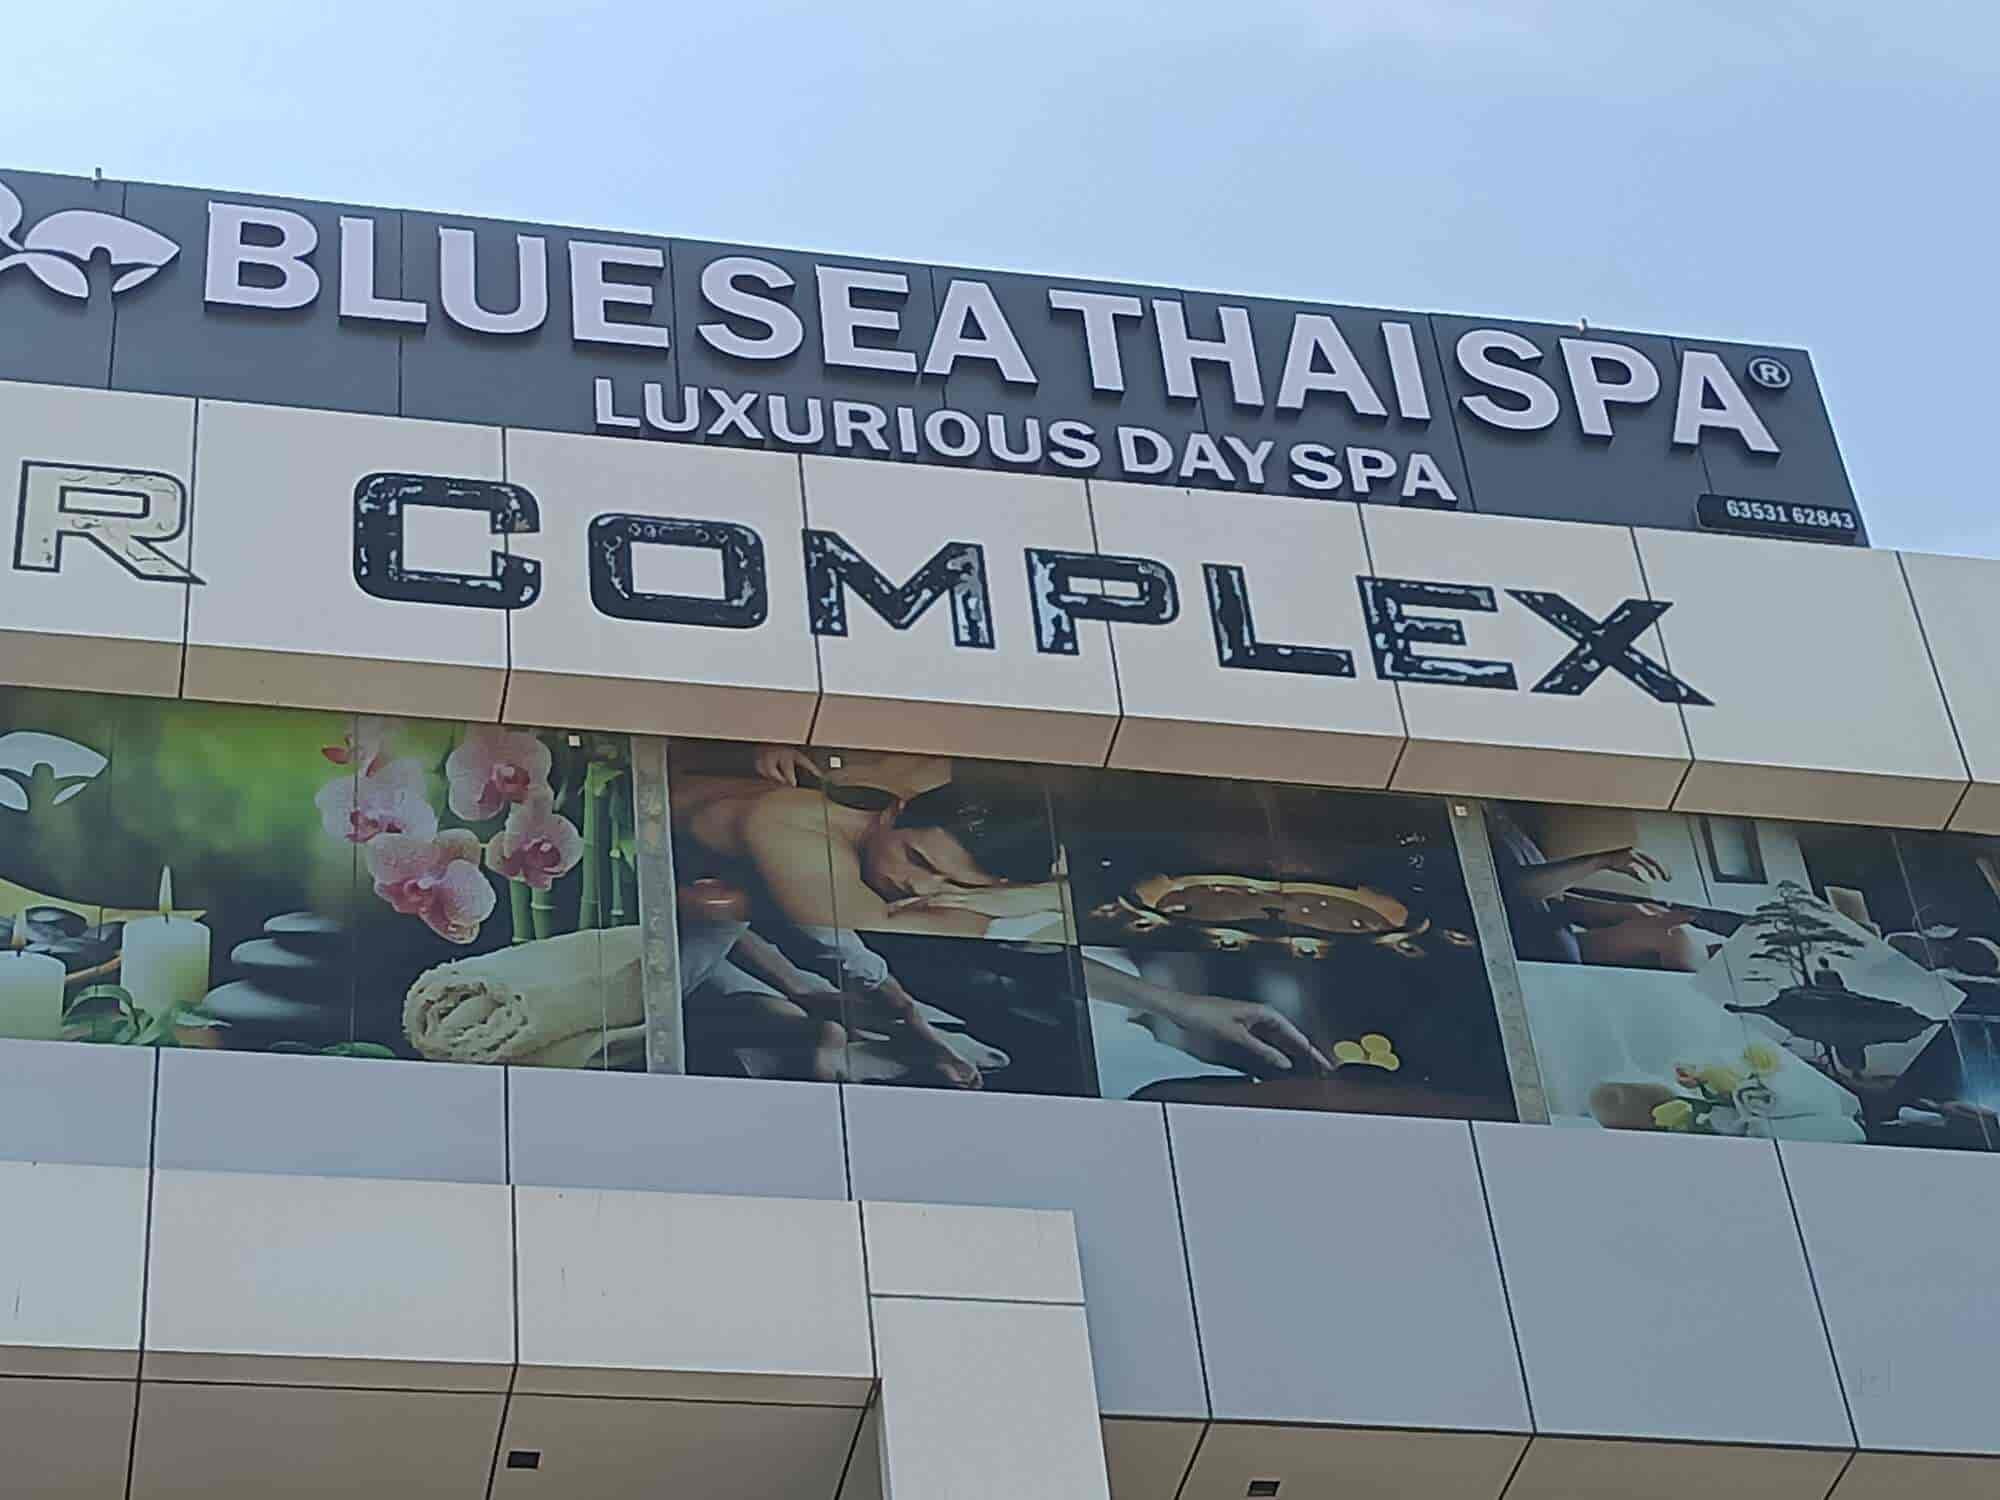 BLUE SEA THAI SPA®
LUXURIOUS DAY SPA
63531 62843
R COMPLEX